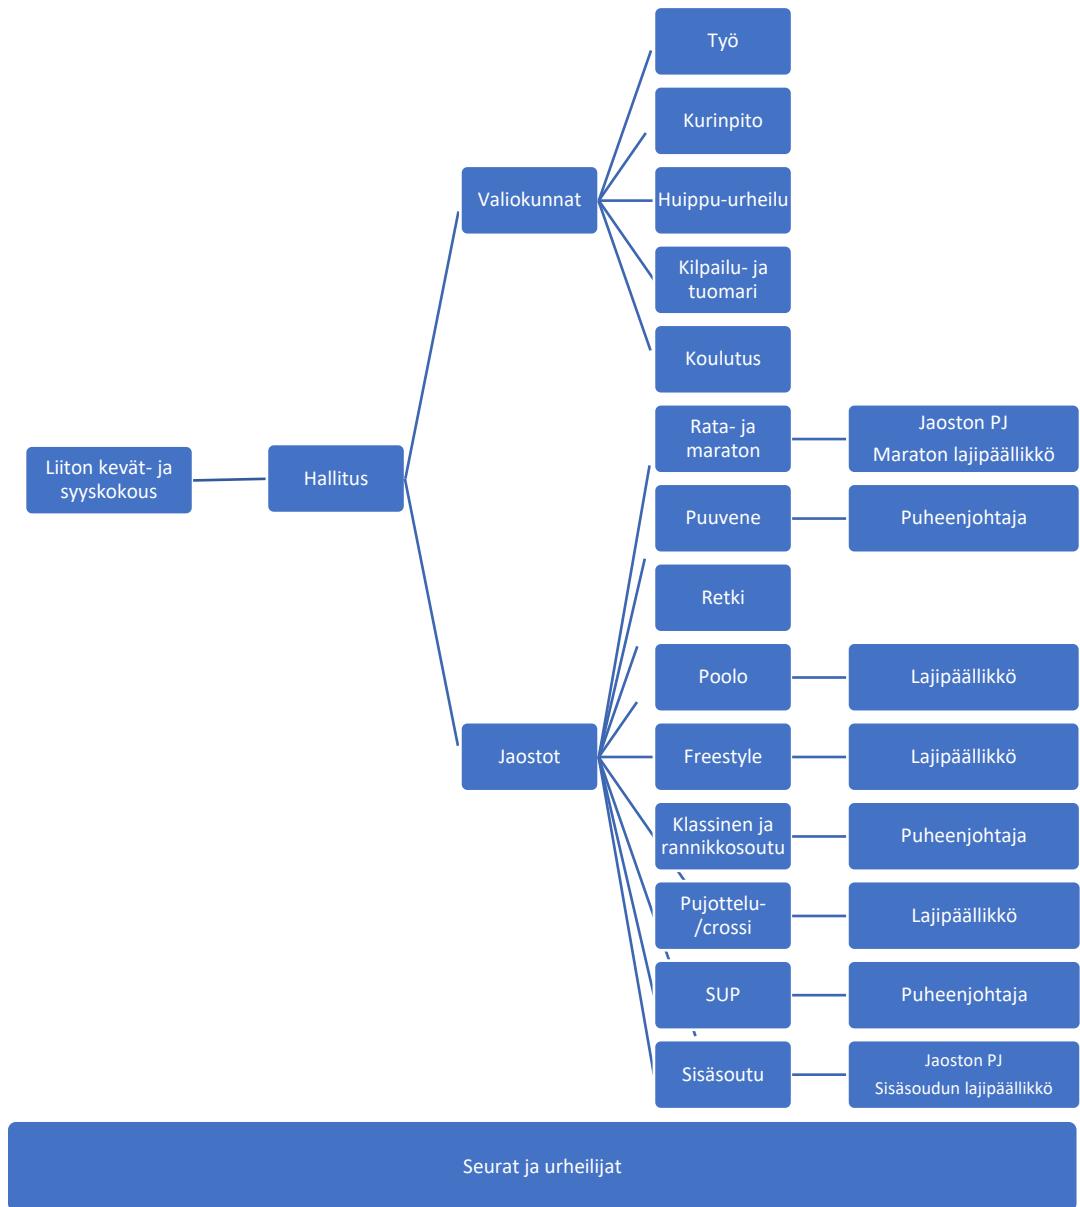 Työ
Kurinpito
Valiokunnat
Huippu-urheilu
Kilpailu- ja
tuomari
Koulutus
Liiton kevät- ja
syyskokous
Hallitus
Rata- ja
maraton
Jaoston PJ
Maraton lajipäällikkö
Puuvene
Puheenjohtaja
Retki
Poolo
Lajipäällikkö
Jaostot
Freestyle
Lajipäällikkö
Klassinen ja
rannikkosoutu
Puheenjohtaja
Pujottelu-
/crossi
Lajipäällikkö
SUP
Puheenjohtaja
Sisäsoutu
Jaoston PJ
Sisäsoudun lajipäällikkö
Seurat ja urheilijat